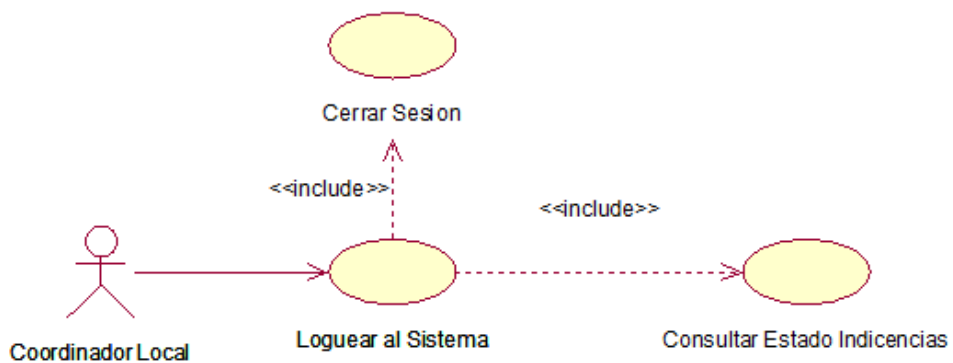 Cerrar Sesion
<<include>>
<<include>>
Coordinador Local
Loguear al Sistema
Consultar Estado Indicencias